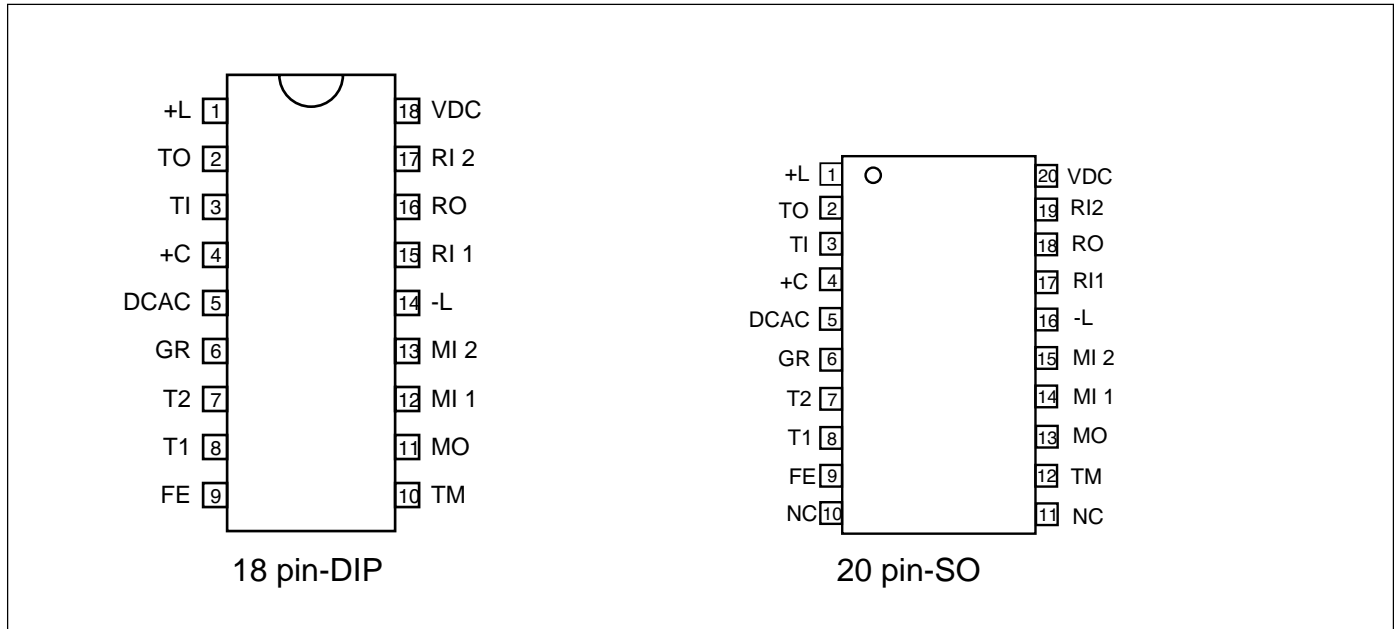 +L 1 18 VDC
TO 2 17 RI 2
TI 3 16 RO
+C 4 15 RI 1
DCAC 5 14 -L
GR 6 13 MI 2
T2 7 12 MI 1
T1 8 11 MO
FE 9 10 TM
18 pin-DIP
+L 1 20 VDC
TO 2 19 RI2
TI 3 18 RO
+C 4 17 RI1
DCAC 5 16 -L
GR 6 15 MI 2
T2 7 14 MI 1
T1 8 13 MO
FE 9 12 TM
NC 10 11 NC
20 pin-SO